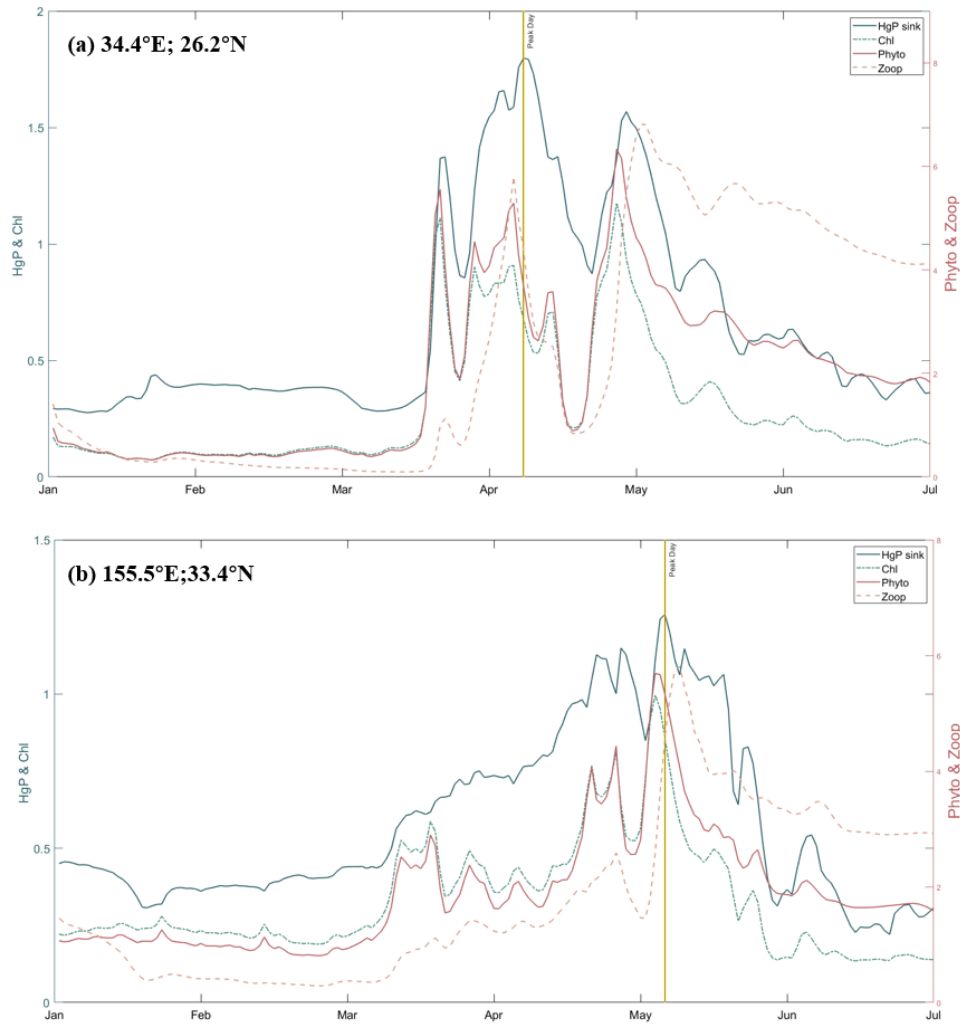 (a) 34.4°E; 26.2°N
Peak Day
HgP sink
Chl
Phyto
Zoop
2
1.5
1
0.5
0
HgP & Chl
8
6
4
2
0
Phyto & Zoop
Jan
Feb
Mar
Apr
May
Jun
Jul
(b) 155.5°E;33.4°N
Peak Day
HgP sink
Chl
Phyto
Zoop
1.5
1
0.5
0
HgP & Chl
8
6
4
2
0
Phyto & Zoop
Jan
Feb
Mar
Apr
May
Jun
Jul